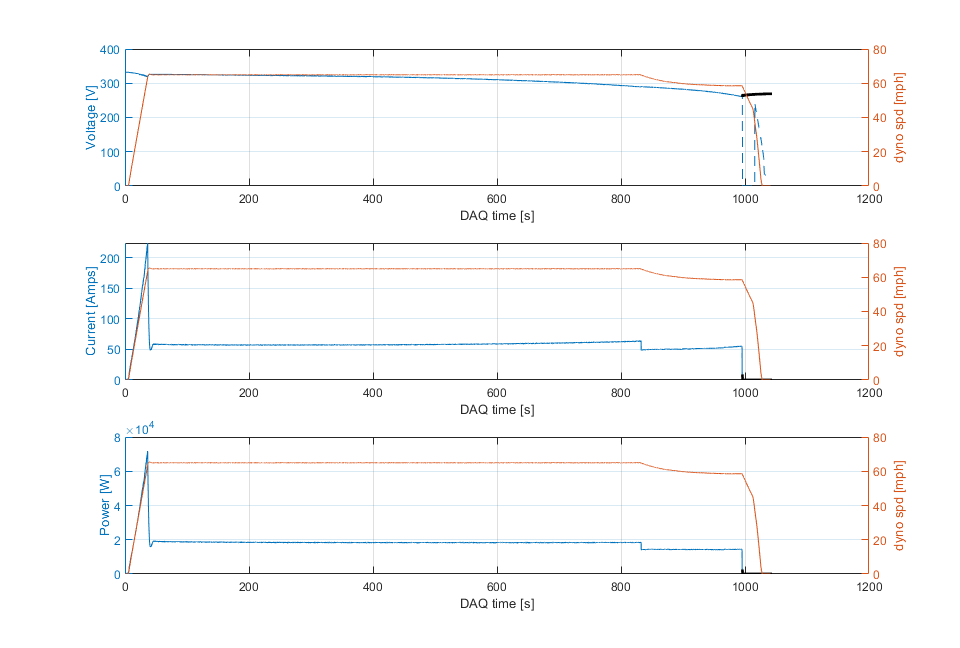 400
300
200
100
0
Voltage [V]
80
60
40
20
0
dyno spd [mph]
0 200 400 600 800 1000 1200
DAQ time [s]
200
150
100
50
0
Current [Amps]
80
60
40
20
0
dyno spd [mph]
0 200 400 600 800 1000 1200
DAQ time [s]
×10⁴
8
6
4
2
0
Power [W]
80
60
40
20
0
dyno spd [mph]
0 200 400 600 800 1000 1200
DAQ time [s]